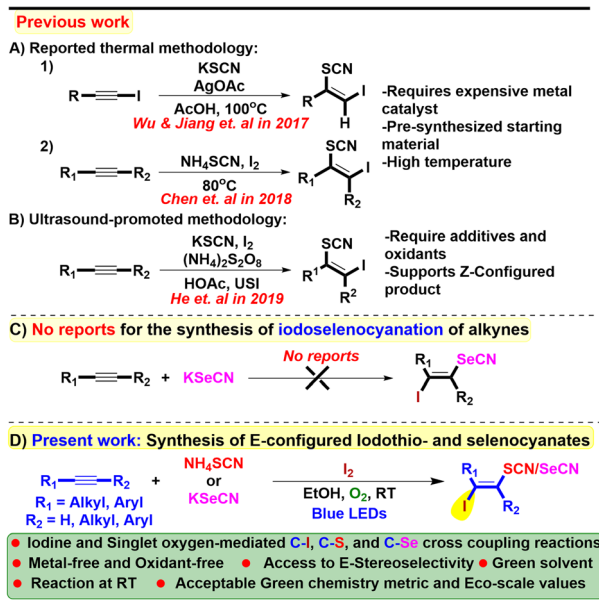 Previous work
A) Reported thermal methodology:
1)
R I
KSCN
AgOAc
AcOH, 100°C
Wu & Jiang et. al in 2017
SCN
R I
H
-Requires expensive metal
catalyst
-Pre-synthesized starting
material
-High temperature
2)
R1 R2
NH4SCN, I2
80°C
Chen et. al in 2018
SCN
R1 I
R2
B) Ultrasound-promoted methodology:
R1 R2
KSCN, I2
(NH4)2S2O8
HOAc, USI
He et. al in 2019
SCN
R1 I
R2
-Require additives and
oxidants
-Supports Z-Configured
product
C) No reports for the synthesis of iodoselenocyanation of alkynes
R1 R2 + KSeCN
No reports
R1 SeCN
I R2
D) Present work: Synthesis of E-configured Iodothio- and selenocyanates
R1 R2
R1 = Alkyl, Aryl
R2 = H, Alkyl, Aryl
+
NH4SCN
or
KSeCN
I2
EtOH, O2, RT
Blue LEDs
R1 SCN/SeCN
I R2
● Iodine and Singlet oxygen-mediated C-I, C-S, and C-Se cross coupling reactions
● Metal-free and Oxidant-free ● Access to E-Stereoselectivity ● Green solvent
● Reaction at RT ● Acceptable Green chemistry metric and Eco-scale values